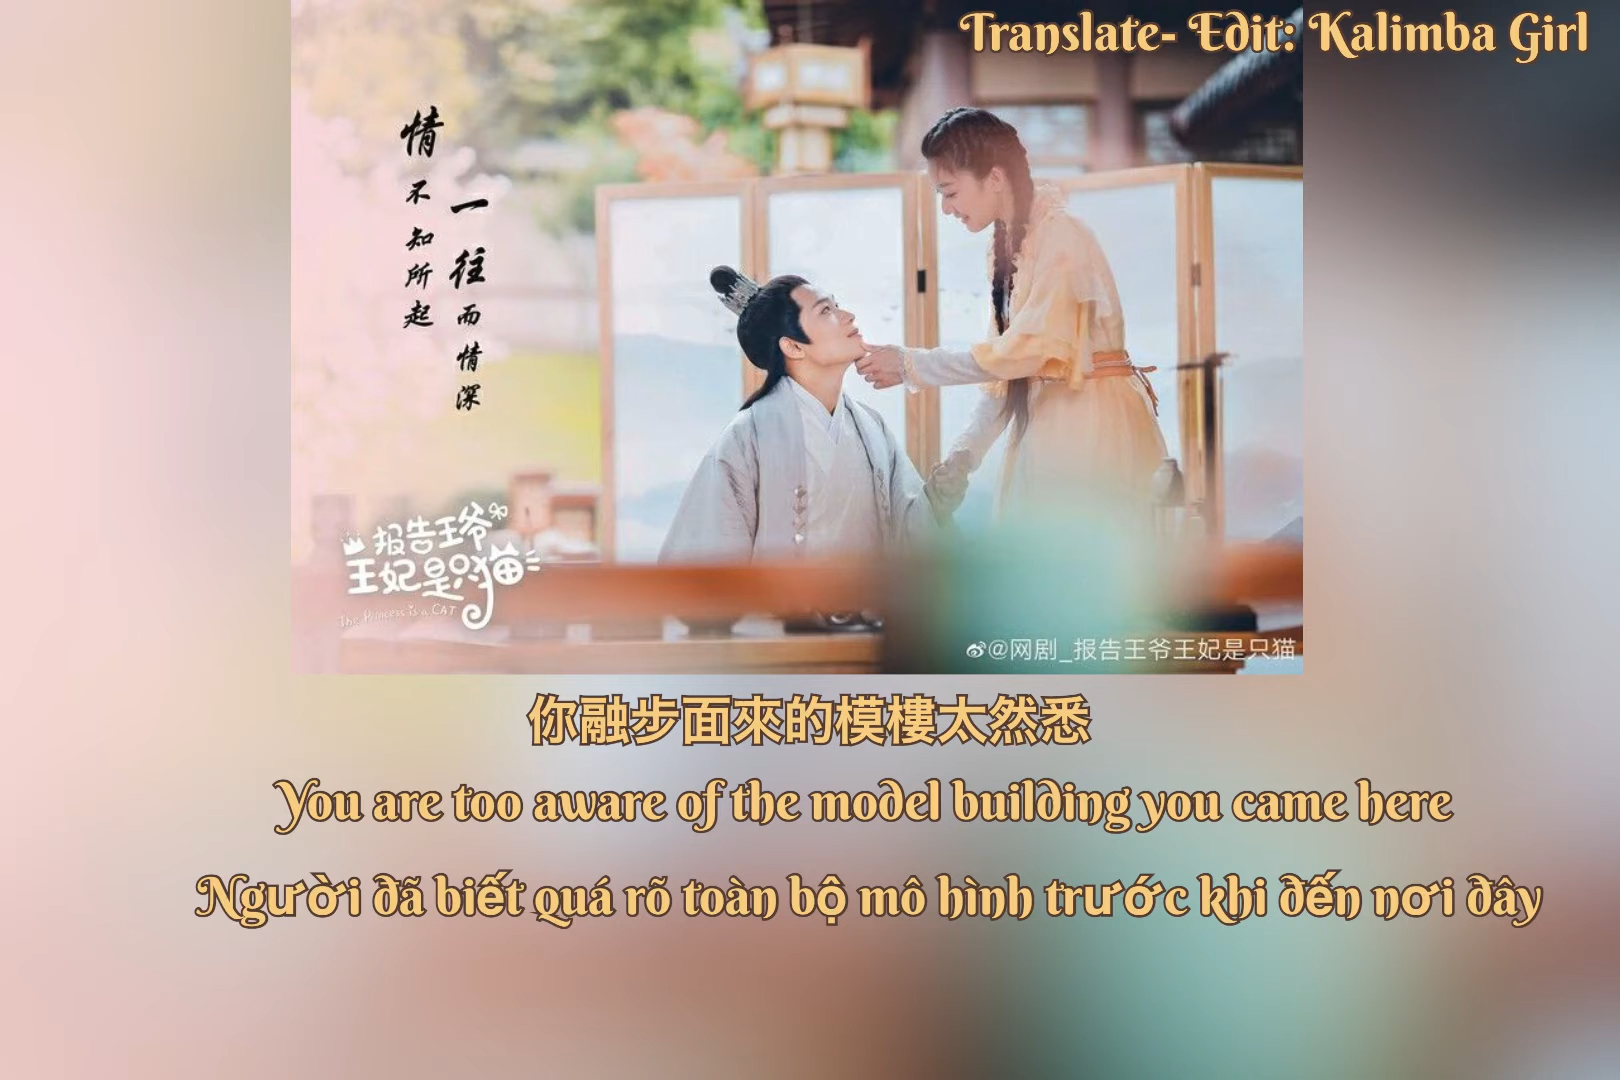 Translate- Edit: Kalimba Girl
情不知所起
一往而情深
报告王爷
王妃是只猫
The Princess is a CAT
@网剧_报告王爷王妃是只猫
你融步面來的模樓太然悉
You are too aware of the model building you came here
Người đã biết quá rõ toàn bộ mô hình trước khi đến nơi đây